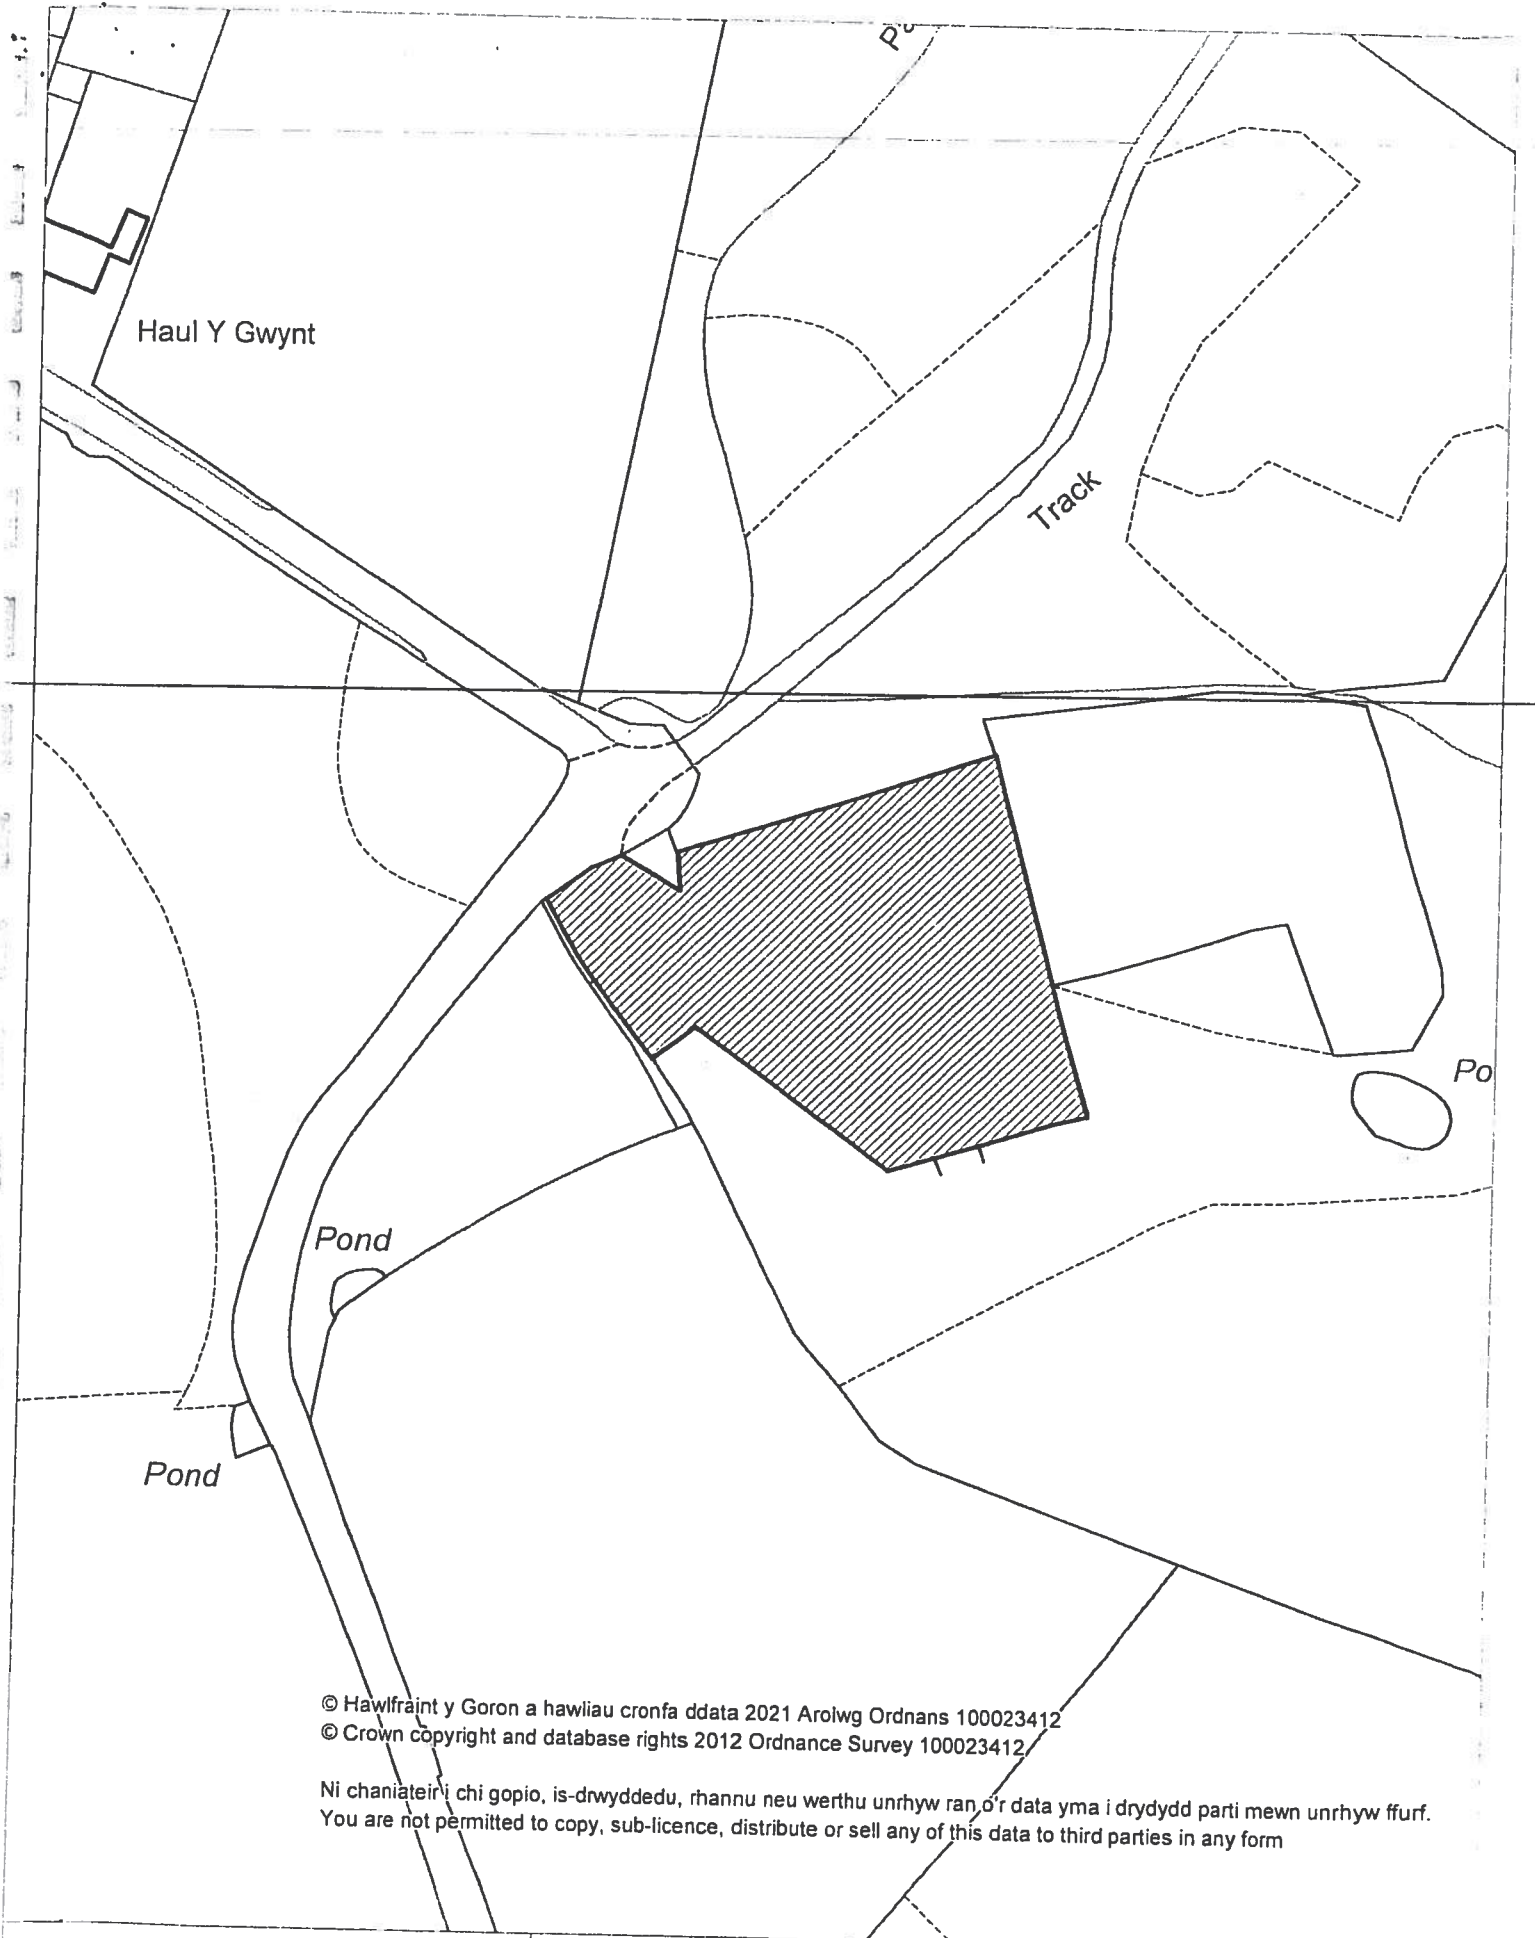 Haul Y Gwynt
Track
Po
Pond
Pond
© Hawlfraint y Goron a hawliau cronfa ddata 2021 Arolwg Ordnans 100023412
© Crown copyright and database rights 2012 Ordnance Survey 100023412
Ni chaniateir i chi gopio, is-drwyddedu, rhannu neu werthu unrhyw ran o'r data yma i drydydd parti mewn unrhyw ffurf.
You are not permitted to copy, sub-licence, distribute or sell any of this data to third parties in any form